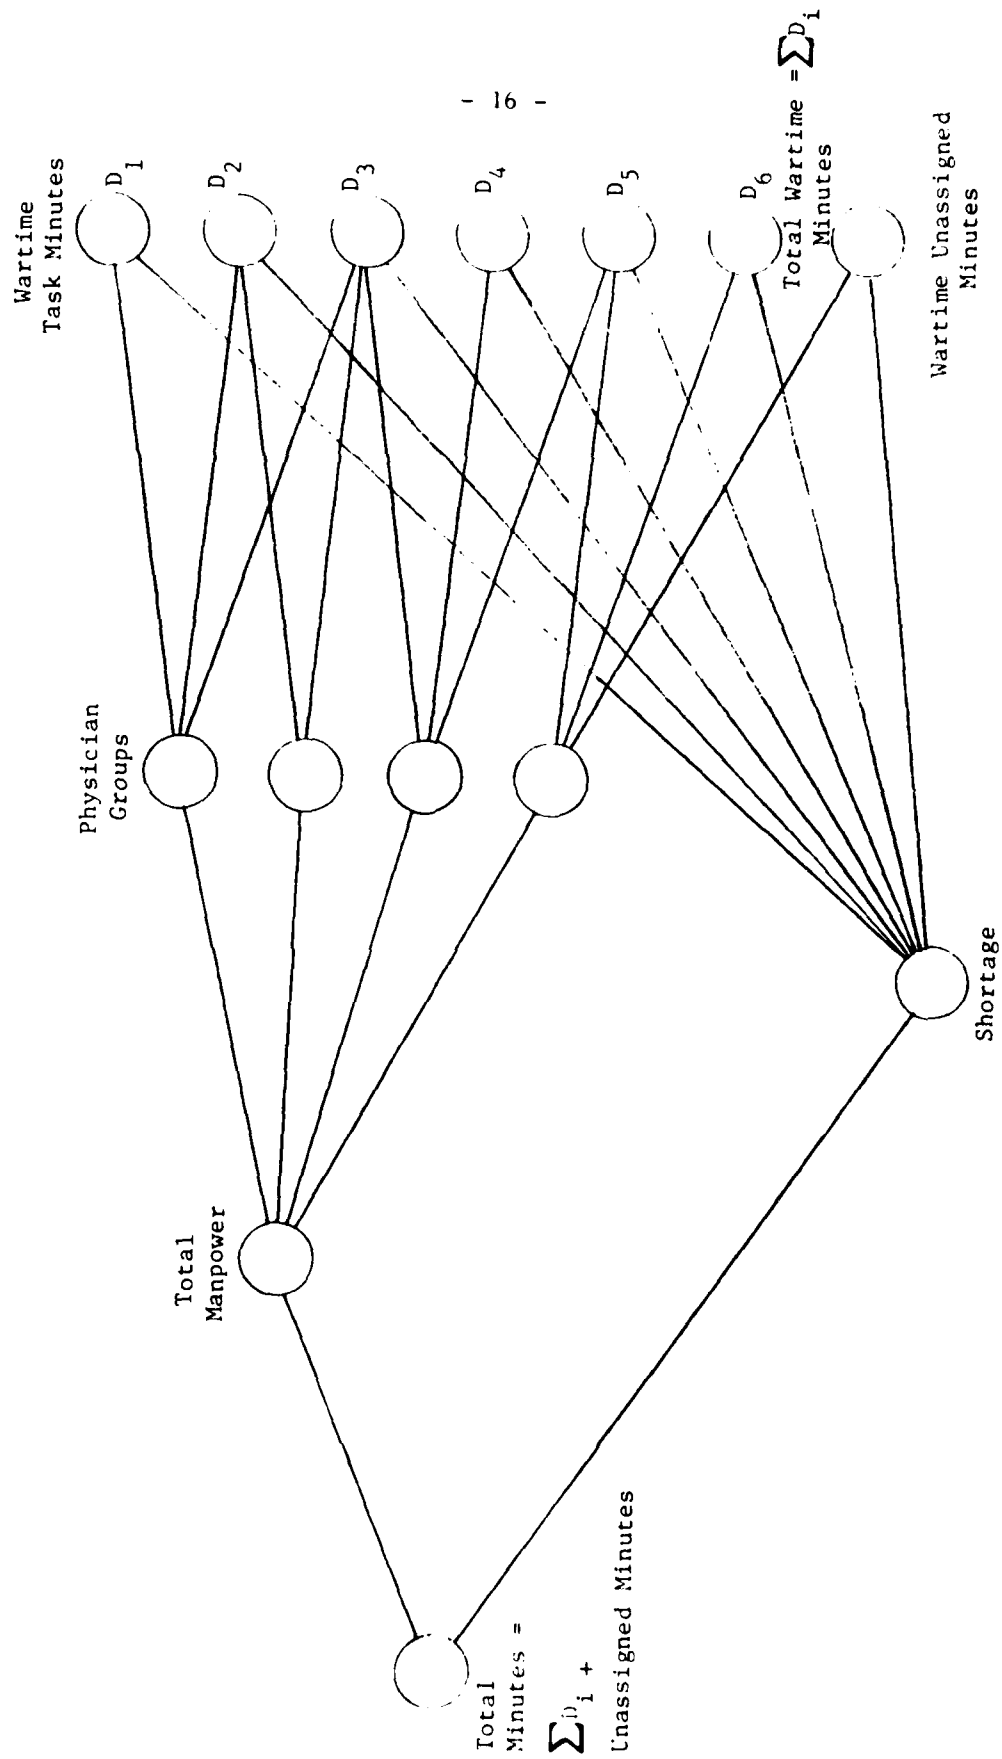 - 16 -
Wartime
Task Minutes
D1
D2
D3
D4
D5
D6
Total Wartime = ∑Di
Minutes
Wartime Unassigned
Minutes
Physician
Groups
Total
Manpower
Shortage
Total
Minutes =
∑Di +
Unassigned Minutes